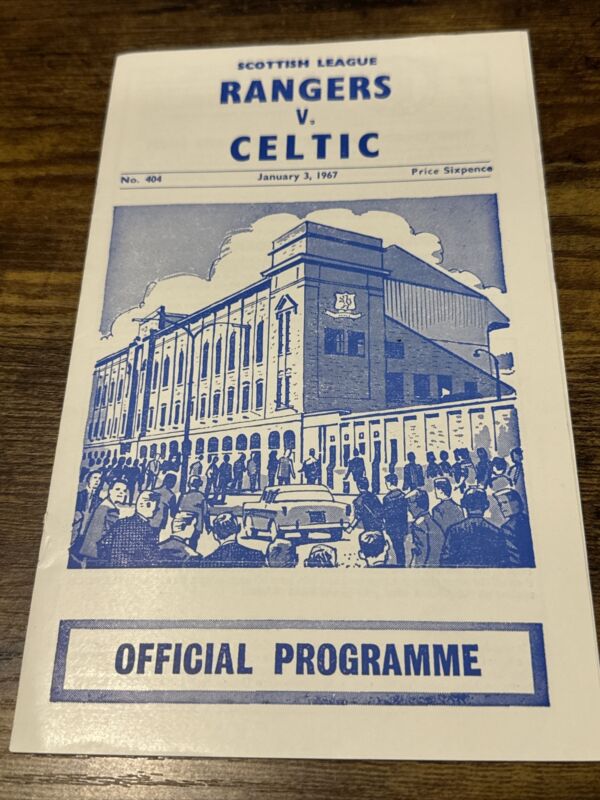 SCOTTISH LEAGUE
RANGERS
V.
CELTIC
No. 404 January 3, 1967 Price Sixpence
OFFICIAL PROGRAMME